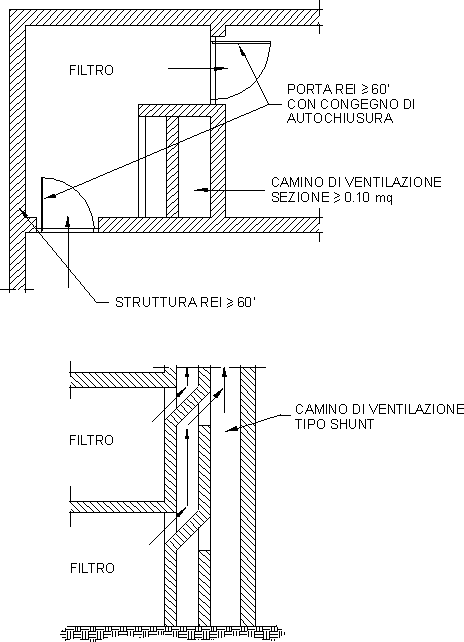 FILTRO
PORTA REI ⩾ 60'
CON CONGEGNO DI
AUTOCHIUSURA
CAMINO DI VENTILAZIONE
SEZIONE ⩾ 0.10 mq
STRUTTURA REI ⩾ 60'
CAMINO DI VENTILAZIONE
TIPO SHUNT
FILTRO
FILTRO